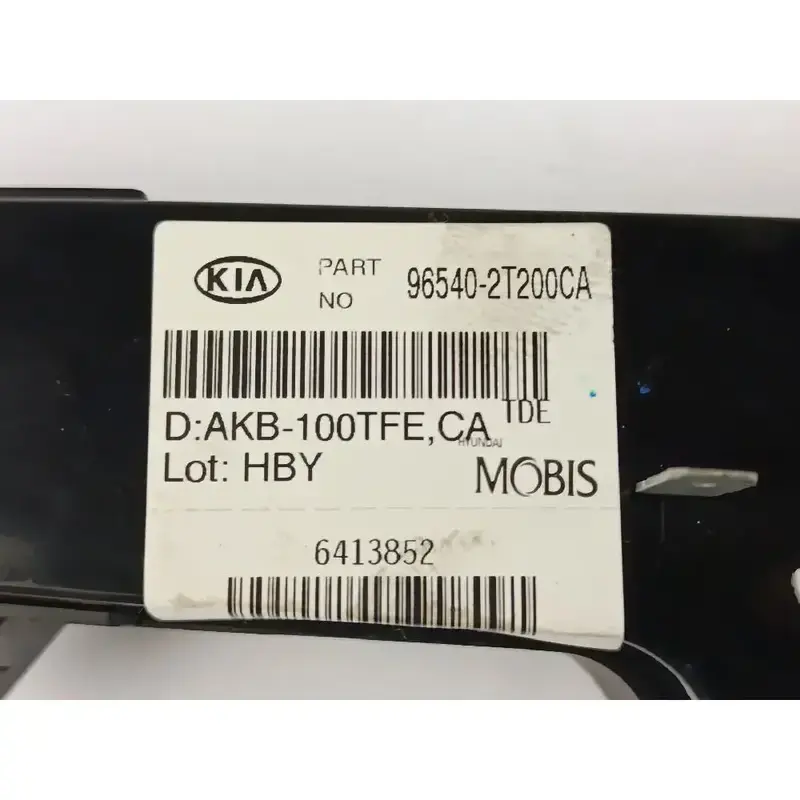 KIA PART NO 96540-2T200CA
TDE
D:AKB-100TFE,CA
HYUNDAI
Lot: HBY MOBIS
6413852